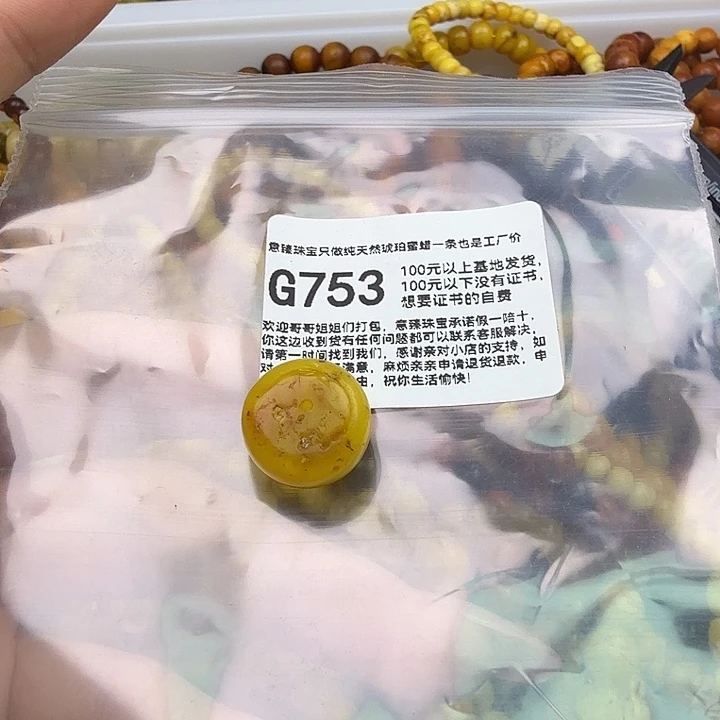 意臻珠宝只做纯天然琥珀蜜蜡一条也是工厂价
G753
100元以上基地发货，
100元以下没有证书，
想要证书的自费
欢迎哥哥姐姐们打包，意臻珠宝承诺假一赔十，
你这边收到货有任何问题都可以联系客服解决，
请第一时间找到我们，感谢亲对小店的支持，如
对 满意，麻烦亲亲申请退货退款，申
由，祝你生活愉快！